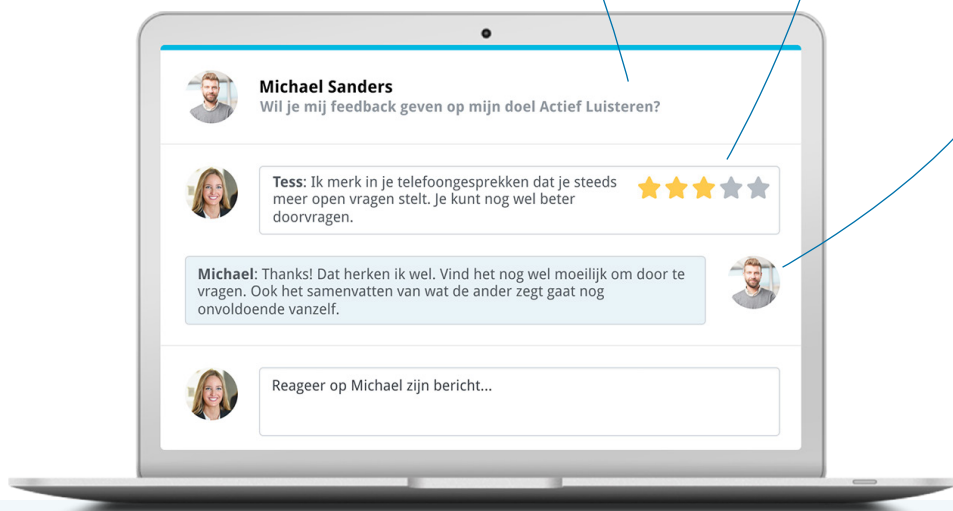 Michael Sanders
Wil je mij feedback geven op mijn doel Actief Luisteren?
Tess: Ik merk in je telefoongesprekken dat je steeds
meer open vragen stelt. Je kunt nog wel beter
doorvragen.
Michael: Thanks! Dat herken ik wel. Vind het nog wel moeilijk om door te
vragen. Ook het samenvatten van wat de ander zegt gaat nog
onvoldoende vanzelf.
Reageer op Michael zijn bericht...